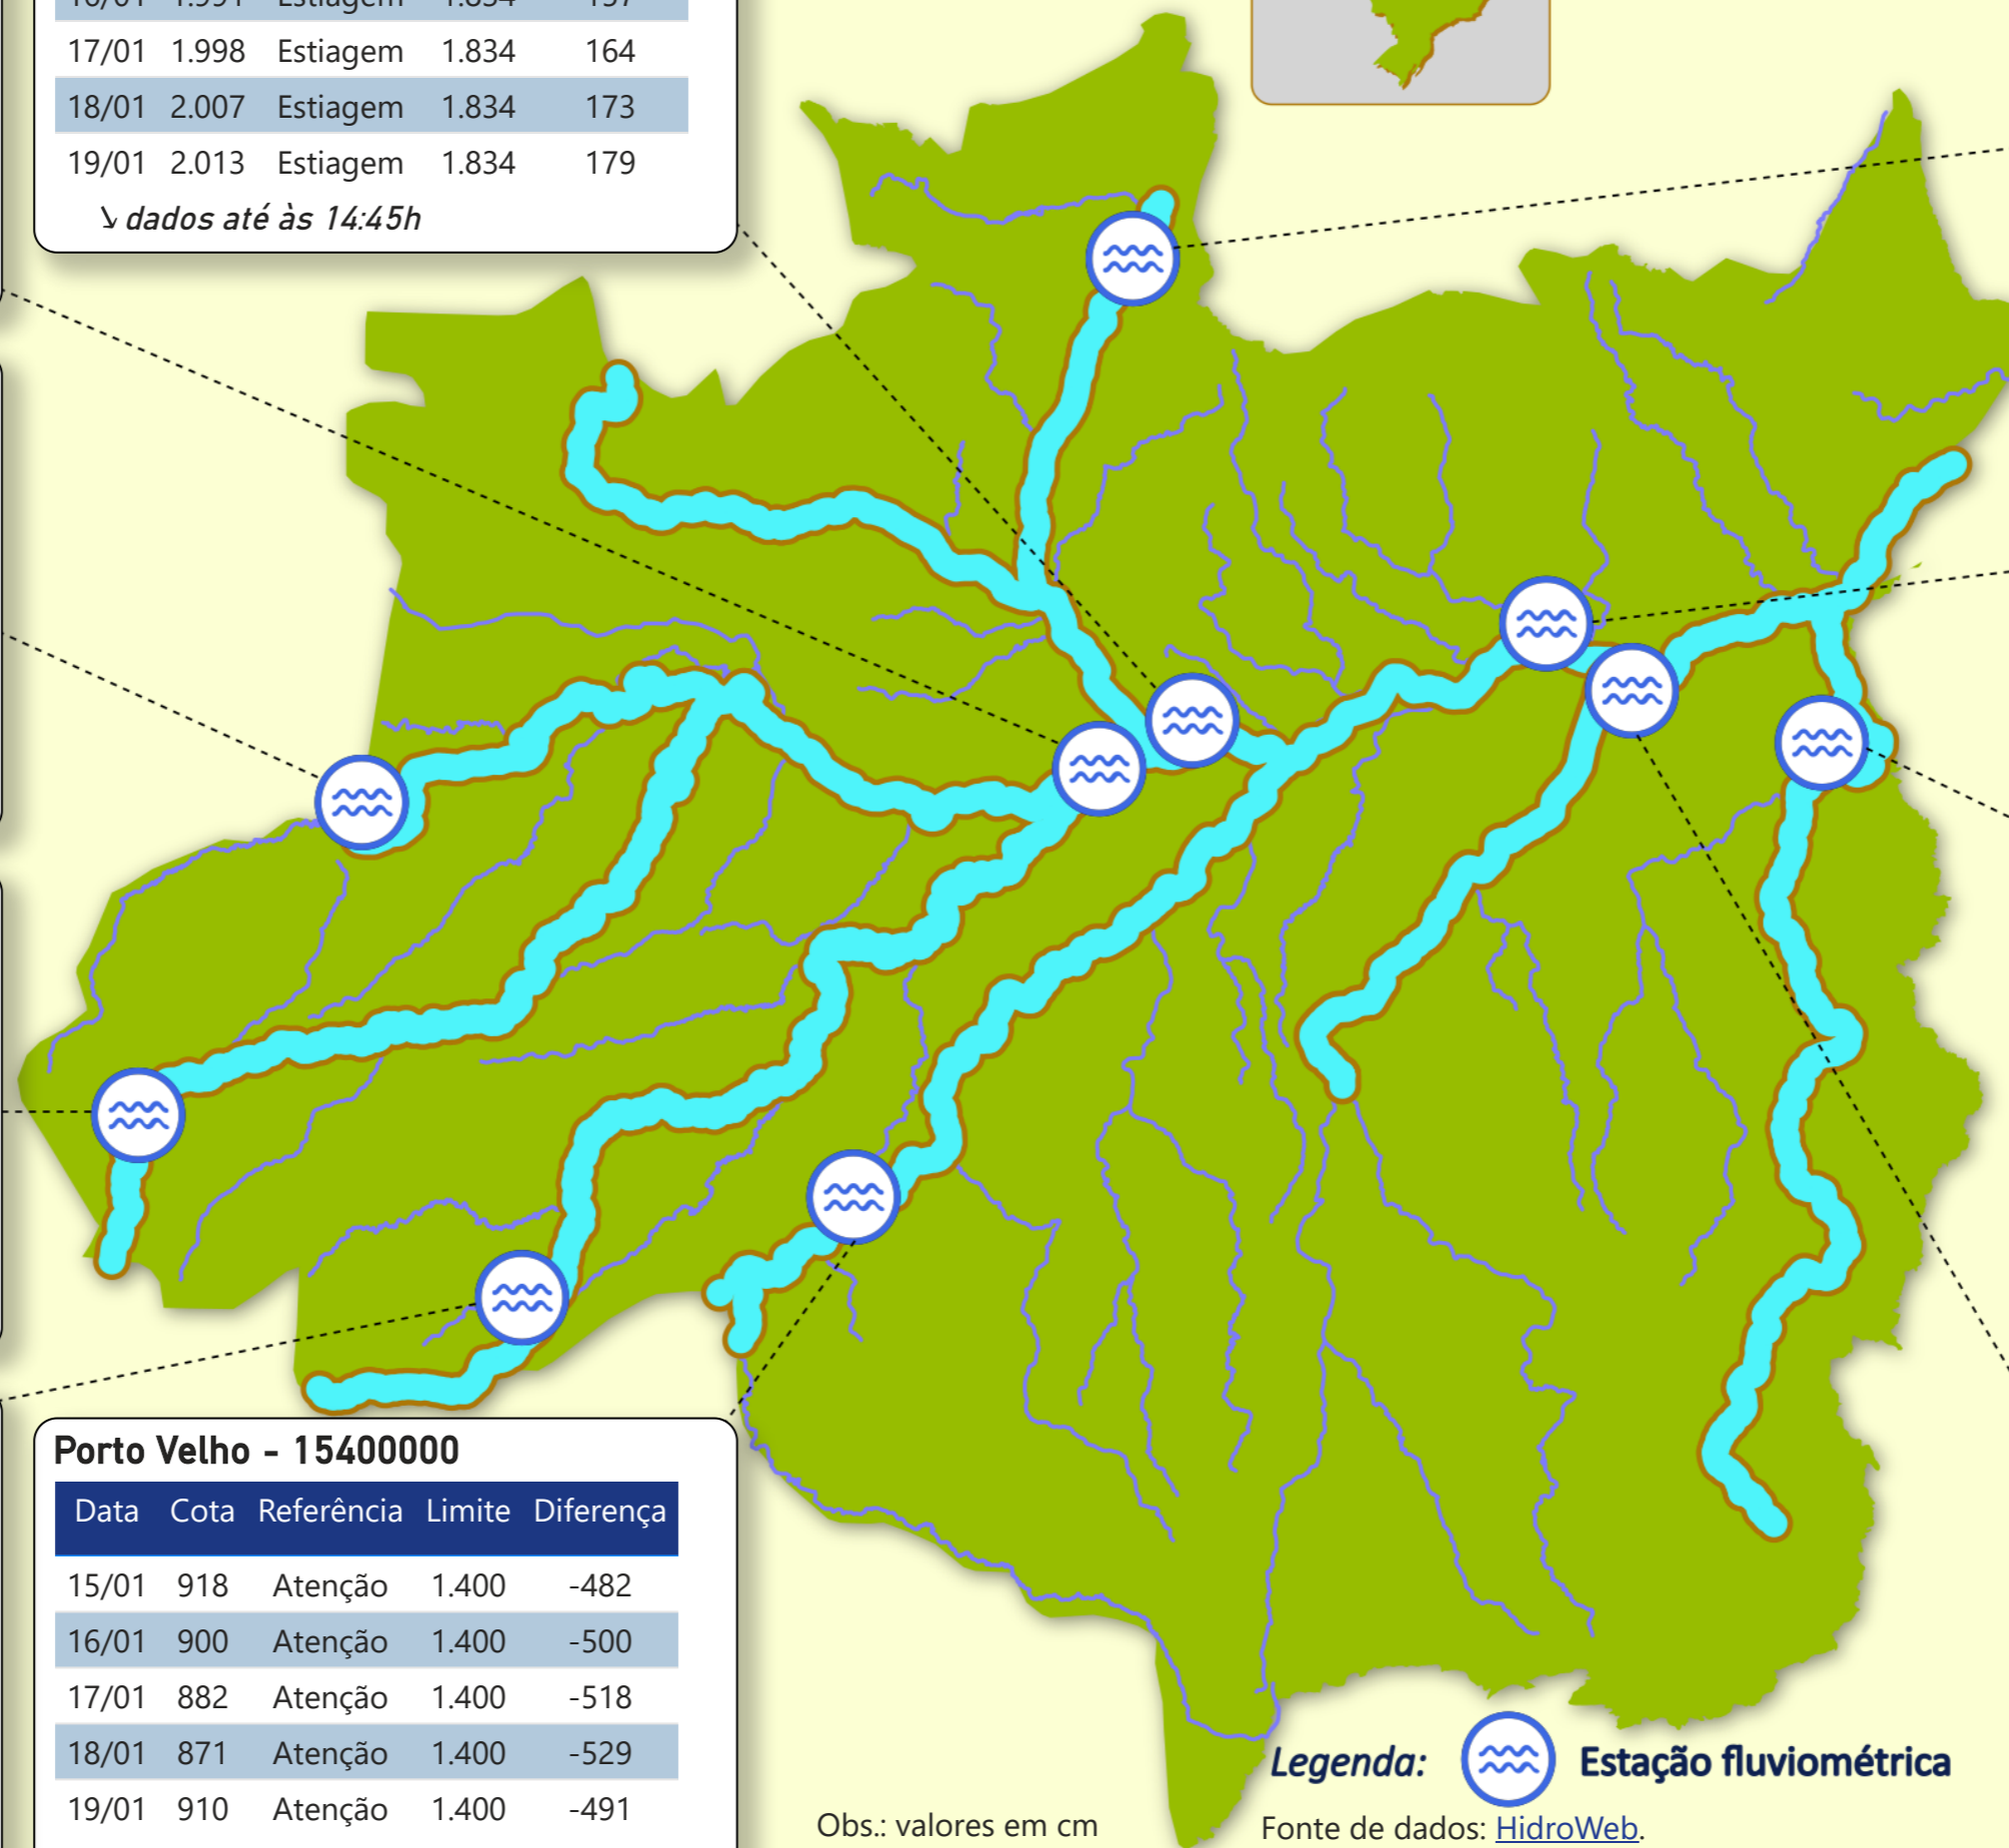 17/01 1.998 Estiagem 1.834 164
18/01 2.007 Estiagem 1.834 173
19/01 2.013 Estiagem 1.834 179
↘ dados até às 14:45h
Porto Velho - 15400000
Data Cota Referência Limite Diferença
15/01 918 Atenção 1.400 -482
16/01 900 Atenção 1.400 -500
17/01 882 Atenção 1.400 -518
18/01 871 Atenção 1.400 -529
19/01 910 Atenção 1.400 -491
Legenda: Estação fluviométrica
Obs.: valores em cm
Fonte de dados: HidroWeb.